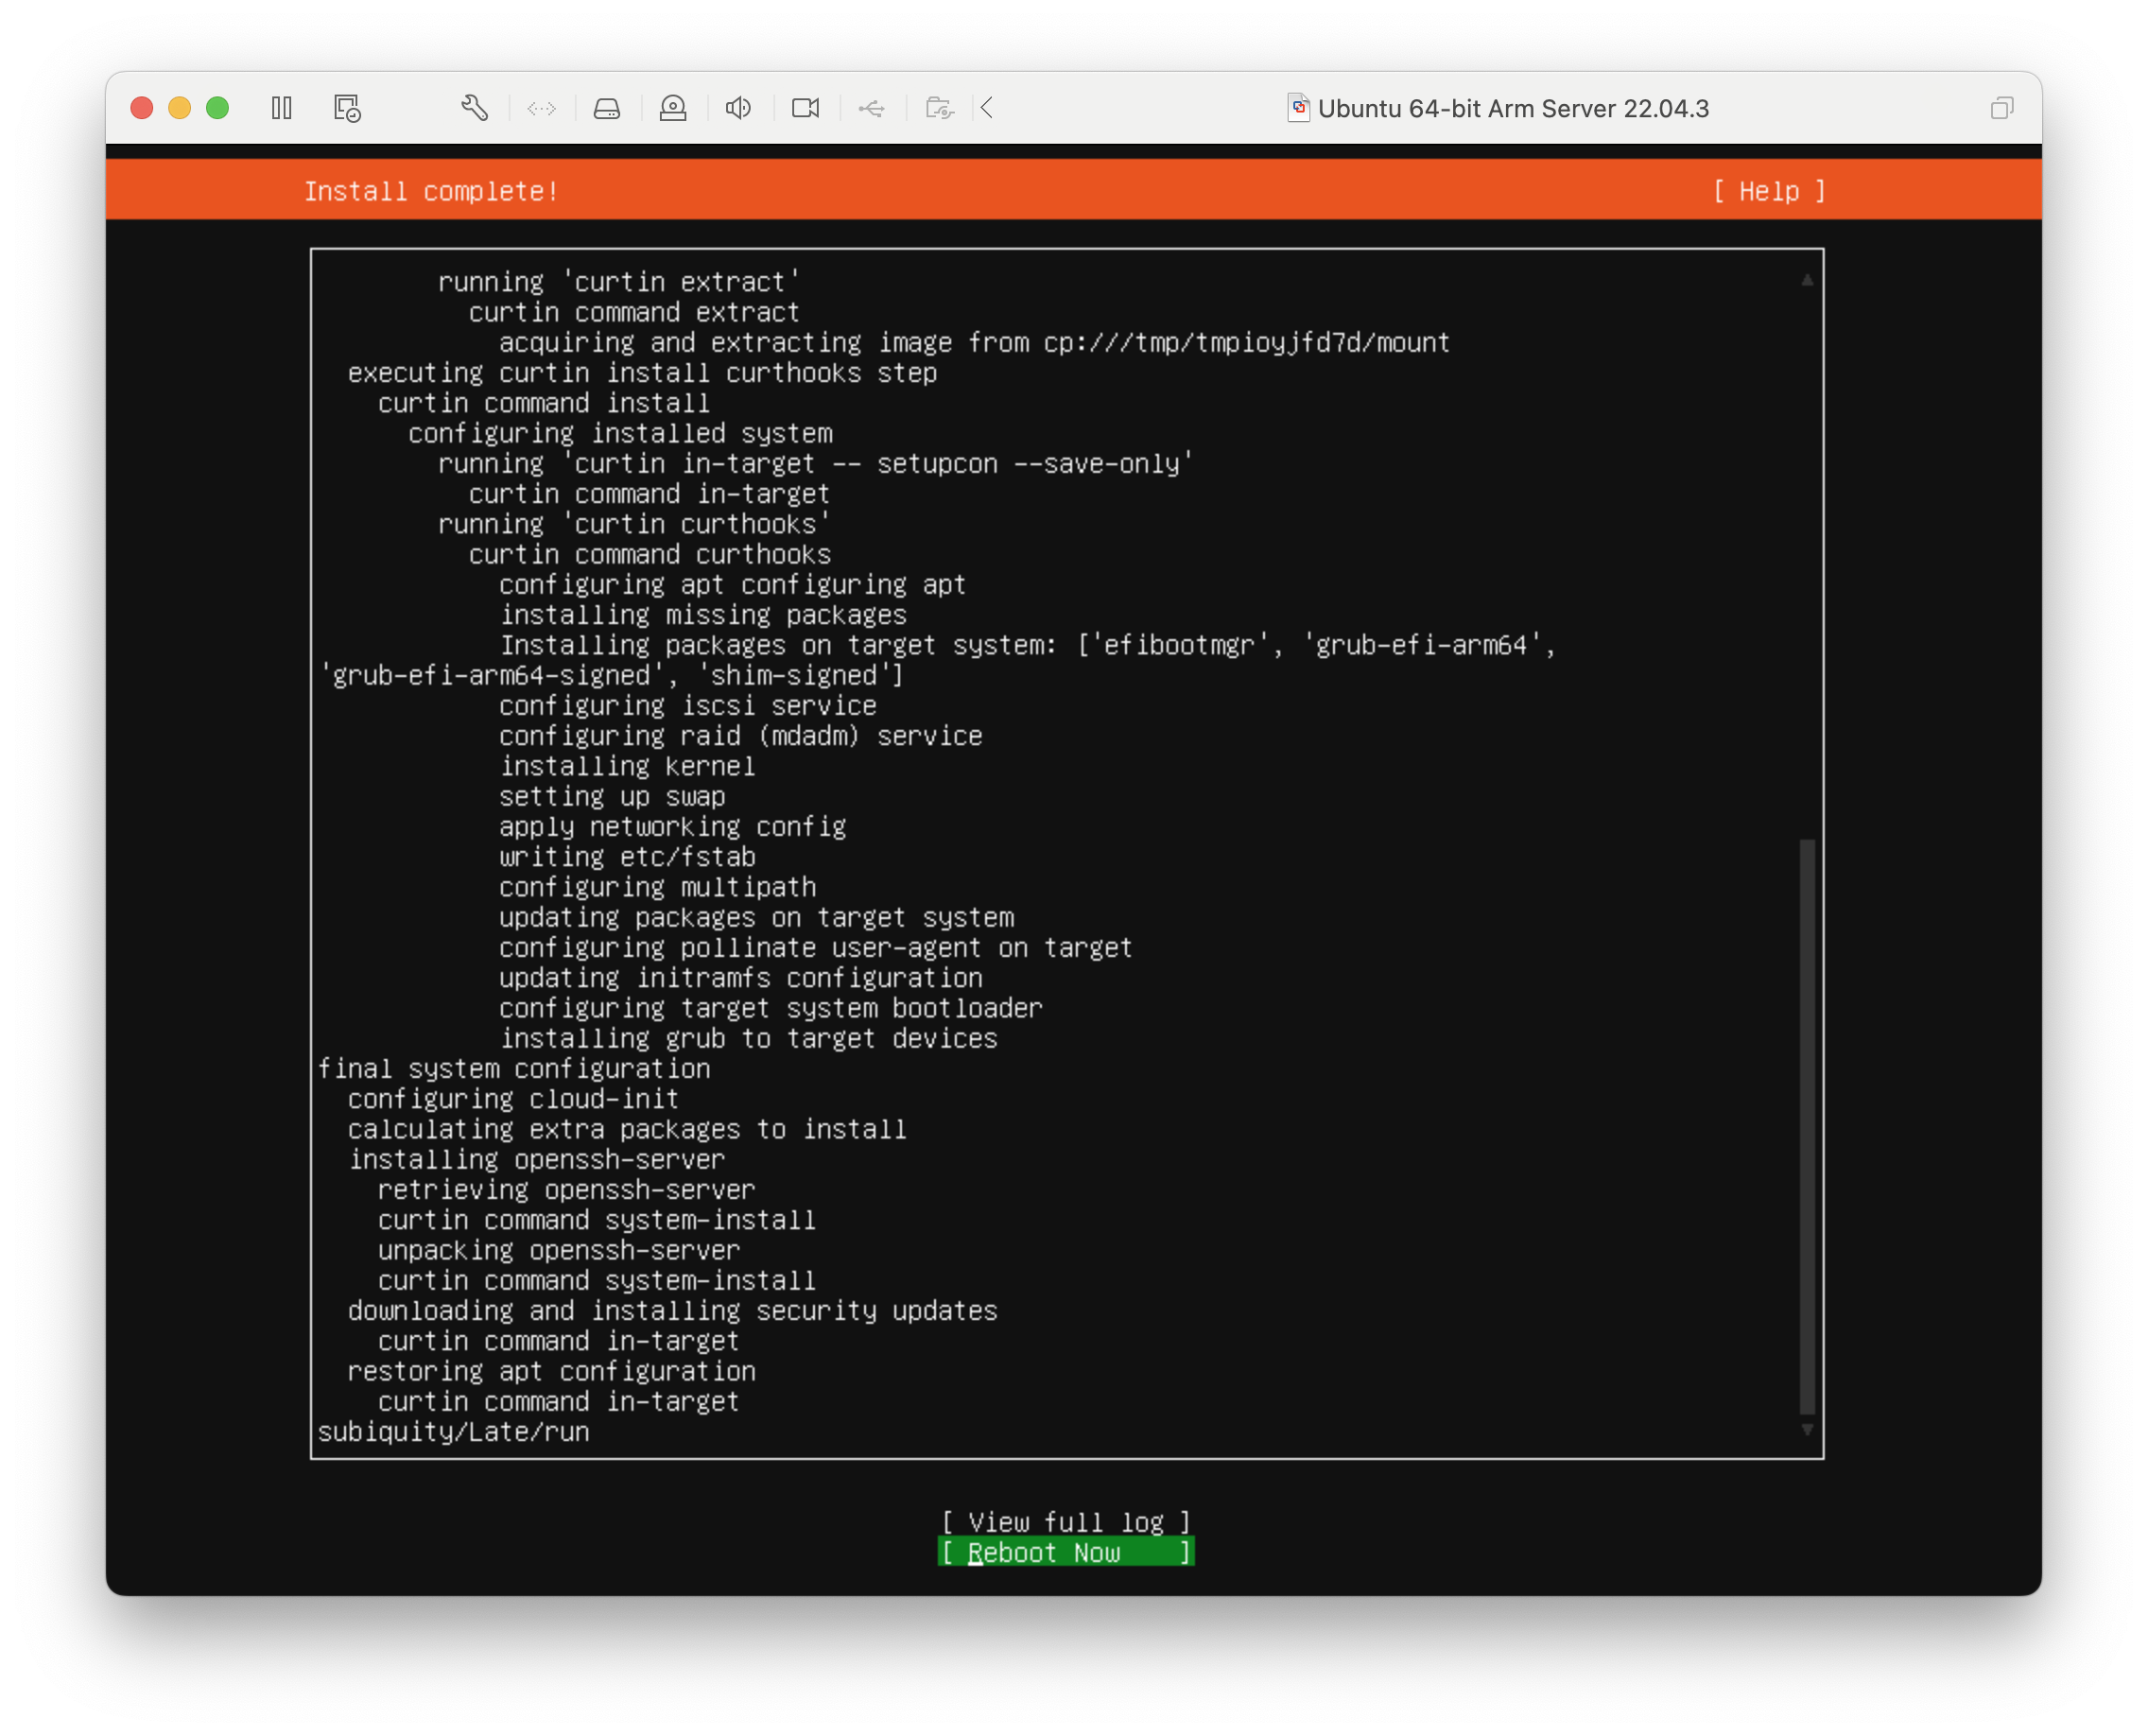 Ubuntu 64-bit Arm Server 22.04.3
Install complete! [ Help ]
running 'curtin extract'
curtin command extract
acquiring and extracting image from cp:///tmp/tmpioyjfd7d/mount
executing curtin install curthooks step
curtin command install
configuring installed system
running 'curtin in-target -- setupcon --save-only'
curtin command in-target
running 'curtin curthooks'
curtin command curthooks
configuring apt configuring apt
installing missing packages
Installing packages on target system: ['efibootmgr', 'grub-efi-arm64',
'grub-efi-arm64-signed', 'shim-signed']
configuring iscsi service
configuring raid (mdadm) service
installing kernel
setting up swap
apply networking config
writing etc/fstab
configuring multipath
updating packages on target system
configuring pollinate user-agent on target
updating initramfs configuration
configuring target system bootloader
installing grub to target devices
final system configuration
configuring cloud-init
calculating extra packages to install
installing openssh-server
retrieving openssh-server
curtin command system-install
unpacking openssh-server
curtin command system-install
downloading and installing security updates
curtin command in-target
restoring apt configuration
curtin command in-target
subiquity/Late/run
[ View full log ]
[ Reboot Now ]